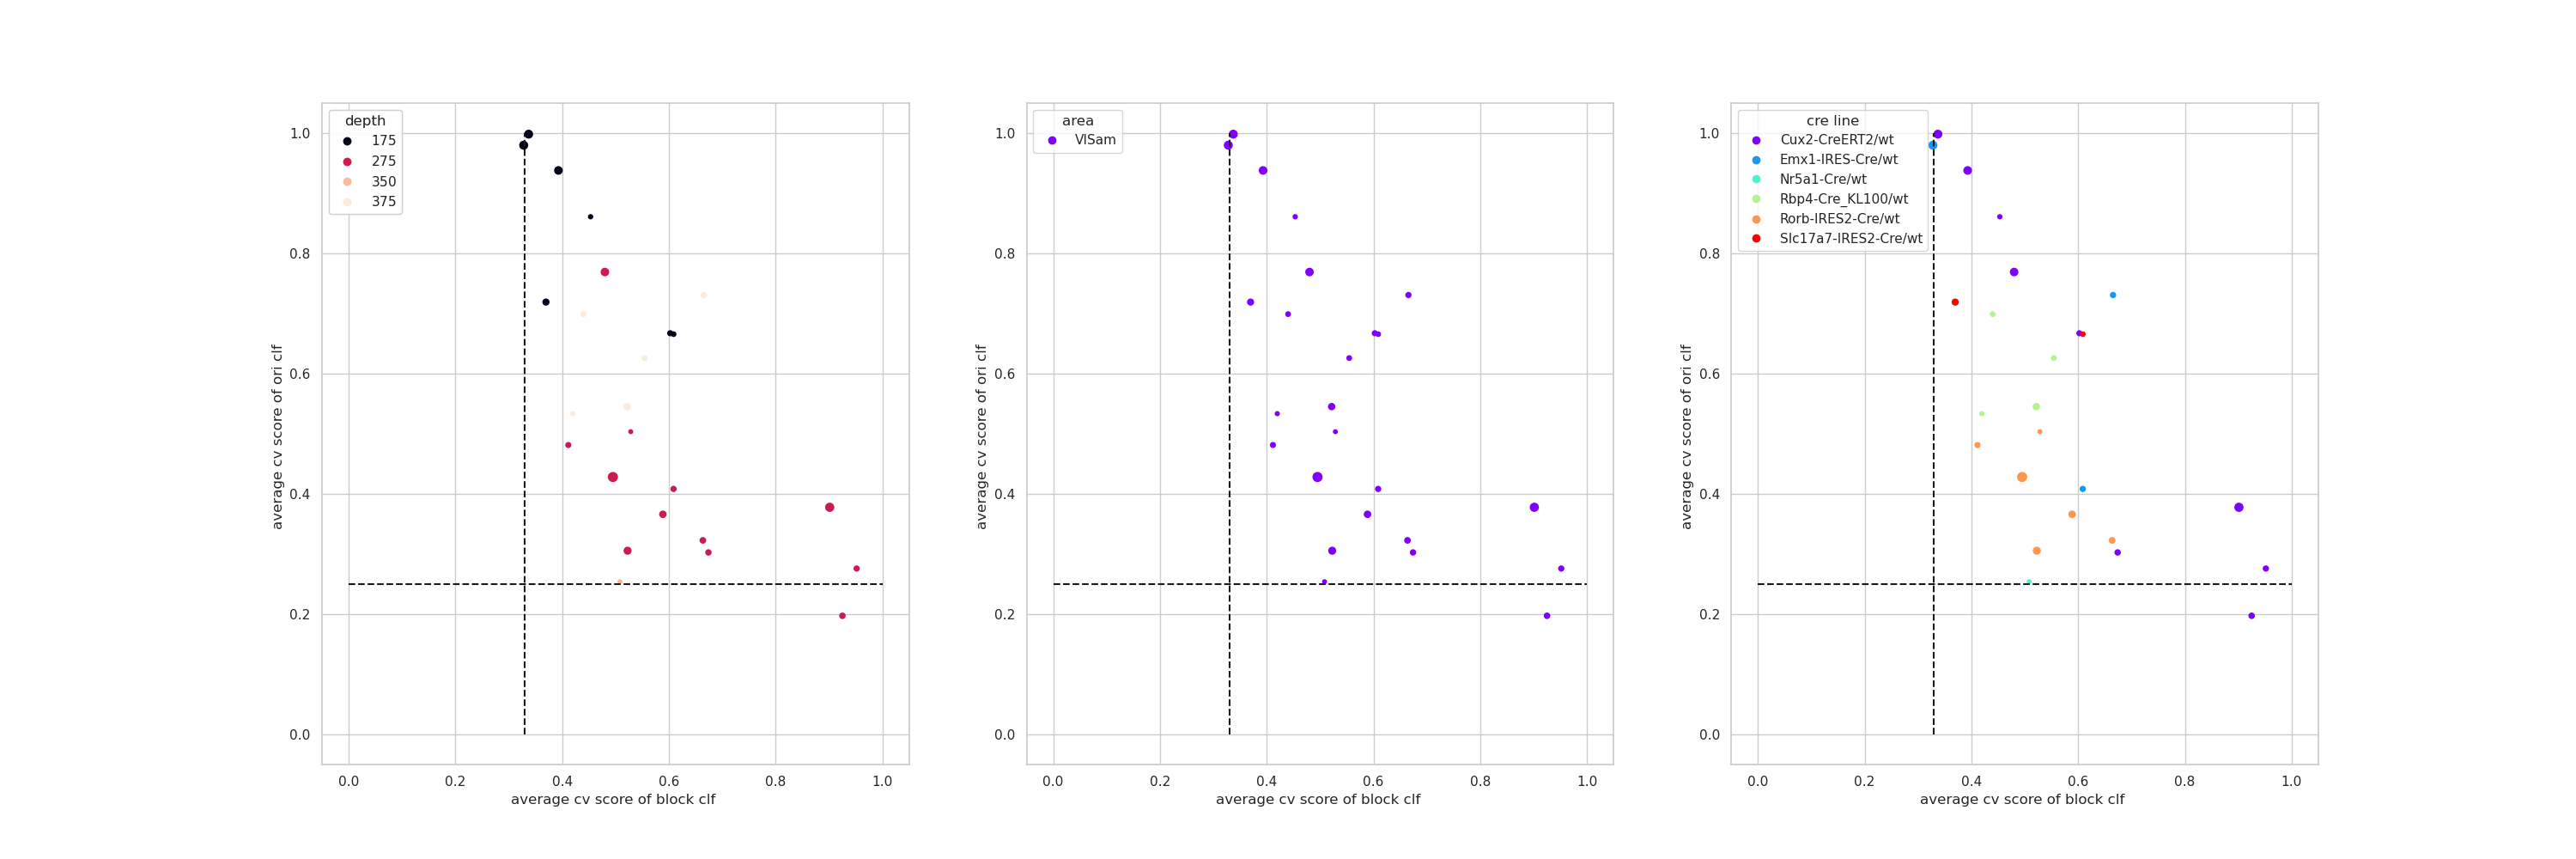 depth
175
275
350
375
1.0
0.8
0.6
0.4
0.2
0.0
average cv score of ori clf
0.0 0.2 0.4 0.6 0.8 1.0
average cv score of block clf
area
VISam
1.0
0.8
0.6
0.4
0.2
0.0
average cv score of ori clf
0.0 0.2 0.4 0.6 0.8 1.0
average cv score of block clf
cre line
Cux2-CreERT2/wt
Emx1-IRES-Cre/wt
Nr5a1-Cre/wt
Rbp4-Cre_KL100/wt
Rorb-IRES2-Cre/wt
Slc17a7-IRES2-Cre/wt
1.0
0.8
0.6
0.4
0.2
0.0
average cv score of ori clf
0.0 0.2 0.4 0.6 0.8 1.0
average cv score of block clf